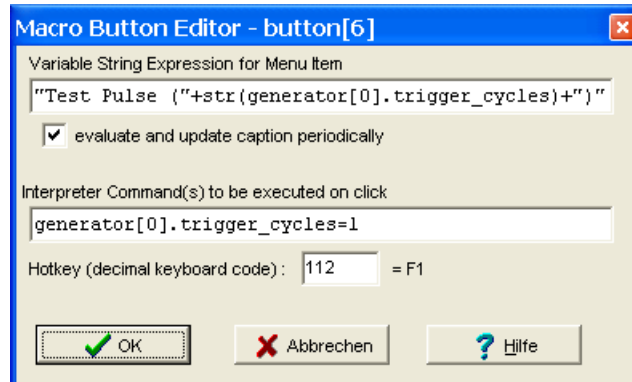 Macro Button Editor - button[6]
Variable String Expression for Menu Item
"Test Pulse ("+str(generator[0].trigger_cycles)+")"
evaluate and update caption periodically
Interpreter Command(s) to be executed on click
generator[0].trigger_cycles=1
Hotkey (decimal keyboard code) : 112 = F1
OK Abbrechen Hilfe